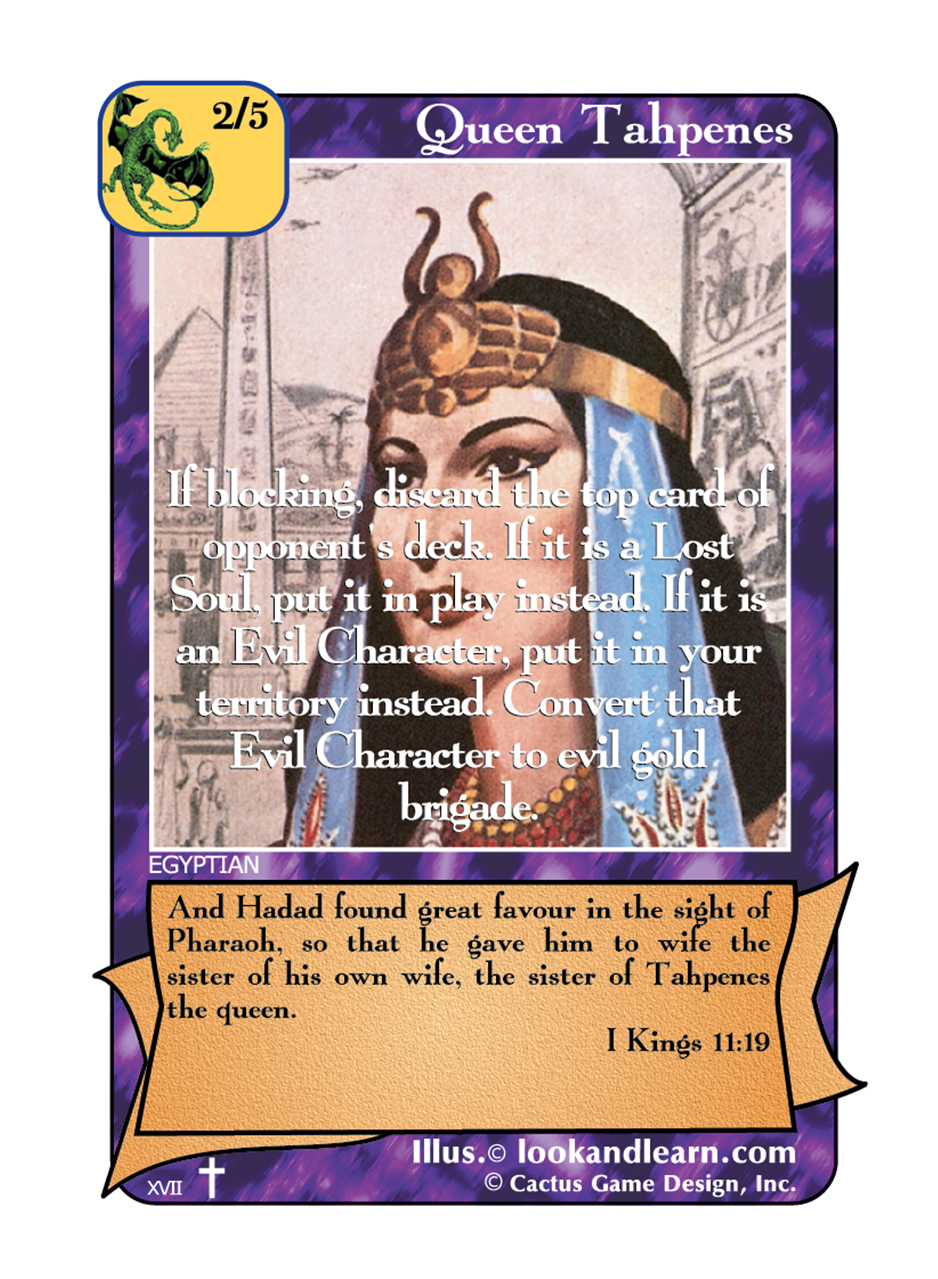 2/5
Queen Tahpenes
If blocking, discard the top card of
opponent's deck. If it is a Lost
Soul, put it in play instead. If it is
an Evil Character, put it in your
territory instead. Convert that
Evil Character to evil gold
brigade.
EGYPTIAN
And Hadad found great favour in the sight of
Pharaoh, so that he gave him to wife the
sister of his own wife, the sister of Tahpenes
the queen.
I Kings 11:19
Illus.© lookandlearn.com
XVII
© Cactus Game Design, Inc.